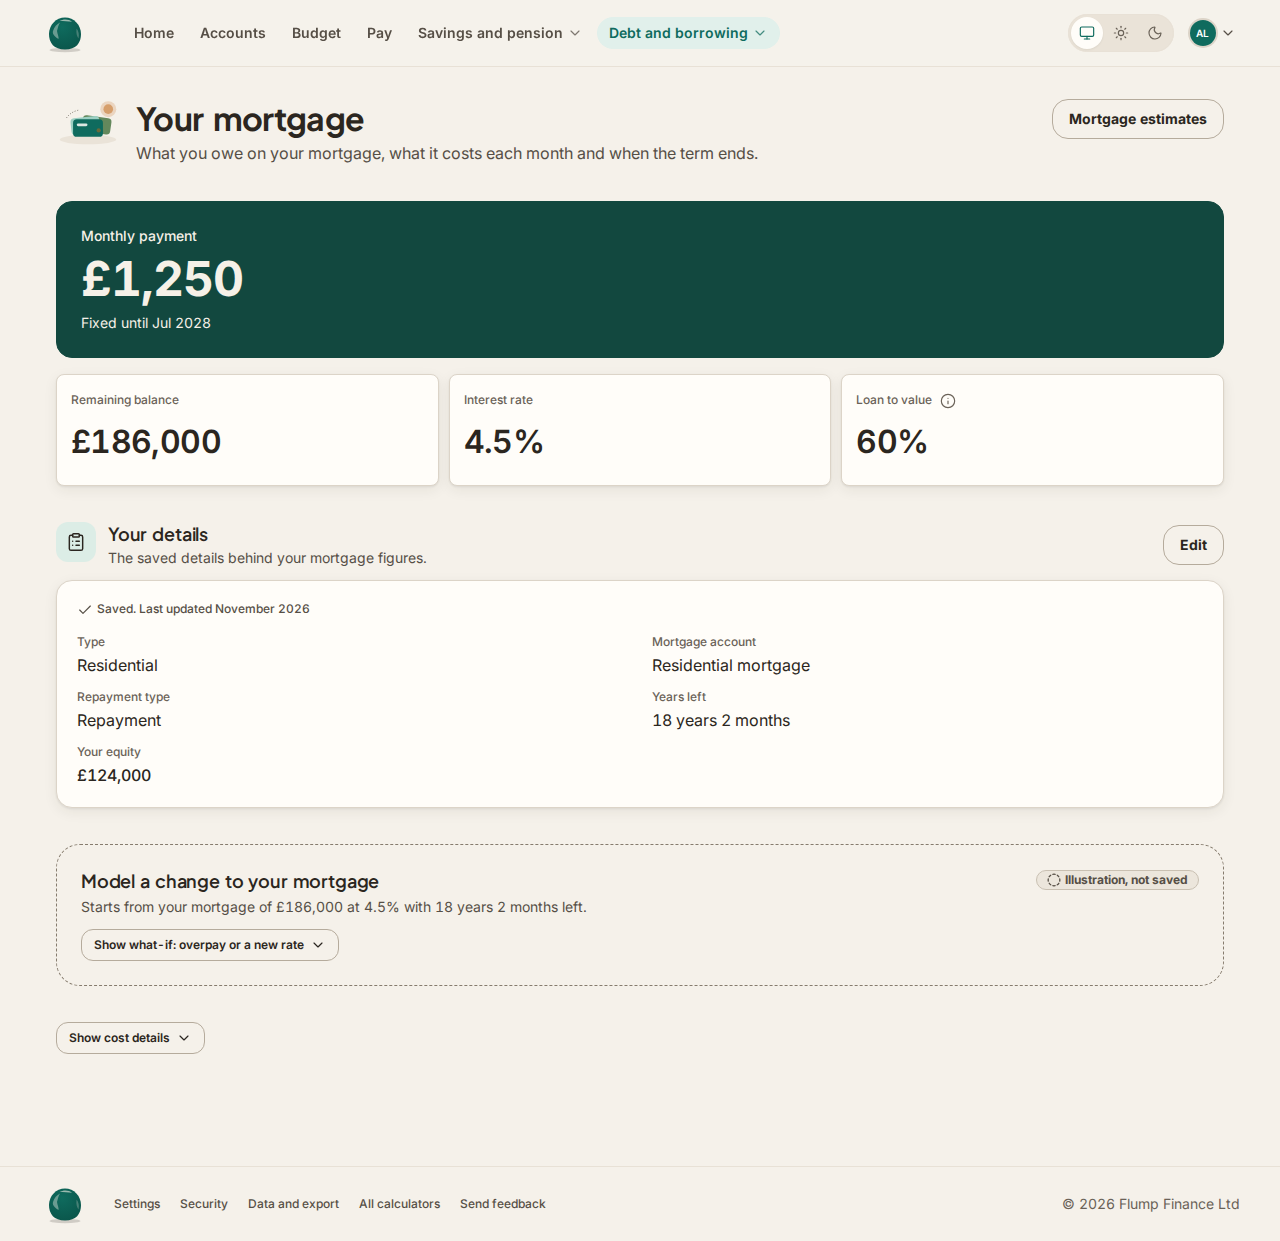 Home
Accounts
Budget
Pay
Savings and pension
Debt and borrowing
AL
Your mortgage
What you owe on your mortgage, what it costs each month and when the term ends.
Mortgage estimates
Monthly payment
£1,250
Fixed until Jul 2028
Remaining balance
£186,000
Interest rate
4.5%
Loan to value
60%
Your details
The saved details behind your mortgage figures.
Edit
Saved. Last updated November 2026
Type
Residential
Mortgage account
Residential mortgage
Repayment type
Repayment
Years left
18 years 2 months
Your equity
£124,000
Model a change to your mortgage
Illustration, not saved
Starts from your mortgage of £186,000 at 4.5% with 18 years 2 months left.
Show what-if: overpay or a new rate
Show cost details
Settings
Security
Data and export
All calculators
Send feedback
© 2026 Flump Finance Ltd